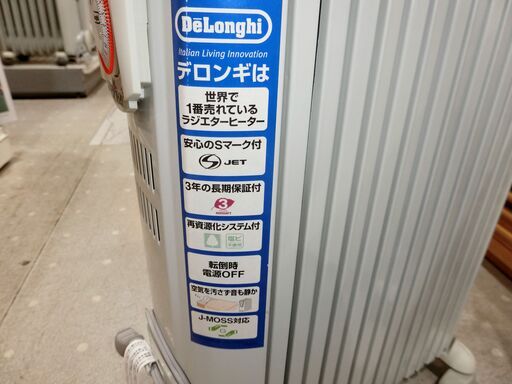 DeLonghi
Italian Living Innovation
デロンギは
世界で
1番売れている
ラジエターヒーター
安心のSマーク付
S JET
3年の長期保証付
3
再資源化システム付
塩ビ
転倒時
電源OFF
空気を汚さず音も静か
J-MOSS対応